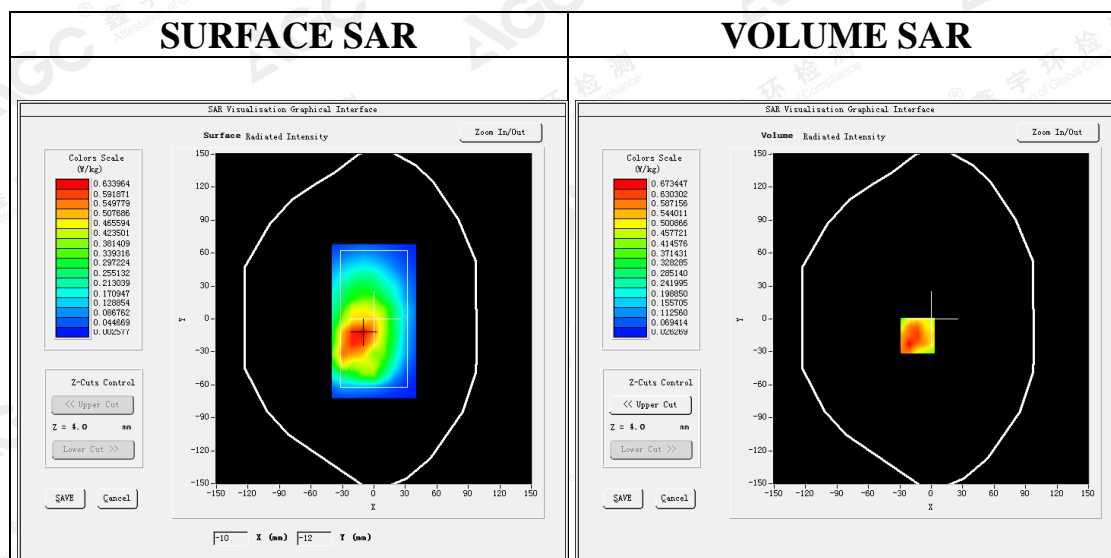 SURFACE SAR
VOLUME SAR
SAR Visualisation Graphical Interface
Surface Radiated Intensity
Zoom In/Out
Colors Scale
(W/kg)
0.633964
0.591871
0.549779
0.507686
0.465594
0.423501
0.381409
0.339316
0.297224
0.255132
0.213039
0.170947
0.128854
0.086762
0.044669
0.002577
150
120
90
60
30
0
-30
-60
-90
-120
-150
Y
-150 -120 -90 -60 -30 0 30 60 90 120 150
X
Z-Cuts Control
<< Upper Cut
Z = 4.0 mm
Lower Cut >>
SAVE Cancel
-10 X (mm) -12 Y (mm)
SAR Visualisation Graphical Interface
Volume Radiated Intensity
Zoom In/Out
Colors Scale
(W/kg)
0.673447
0.630302
0.587156
0.544011
0.500866
0.457721
0.414576
0.371431
0.328285
0.285140
0.241995
0.198850
0.155705
0.112560
0.069414
0.026269
150
120
90
60
30
0
-30
-60
-90
-120
-150
Y
-150 -120 -90 -60 -30 0 30 60 90 120 150
X
Z-Cuts Control
<< Upper Cut
Z = 4.0 mm
Lower Cut >>
SAVE Cancel